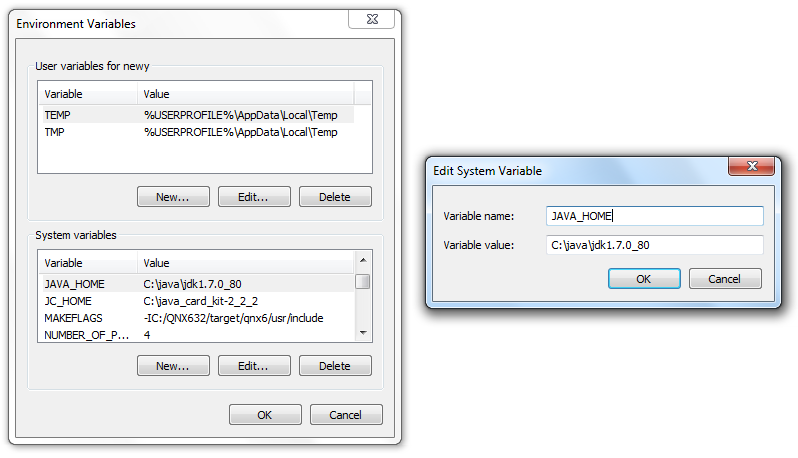 Environment Variables
User variables for newy
Variable Value
TEMP %USERPROFILE%\AppData\Local\Temp
TMP %USERPROFILE%\AppData\Local\Temp
New... Edit... Delete
System variables
Variable Value
JAVA_HOME C:\java\jdk1.7.0_80
JC_HOME C:\java_card_kit-2_2_2
MAKEFLAGS -IC:/QNX632/target/qnx6/usr/include
NUMBER_OF_P... 4
New... Edit... Delete
OK Cancel
Edit System Variable
Variable name: JAVA_HOME
Variable value: C:\java\jdk1.7.0_80
OK Cancel